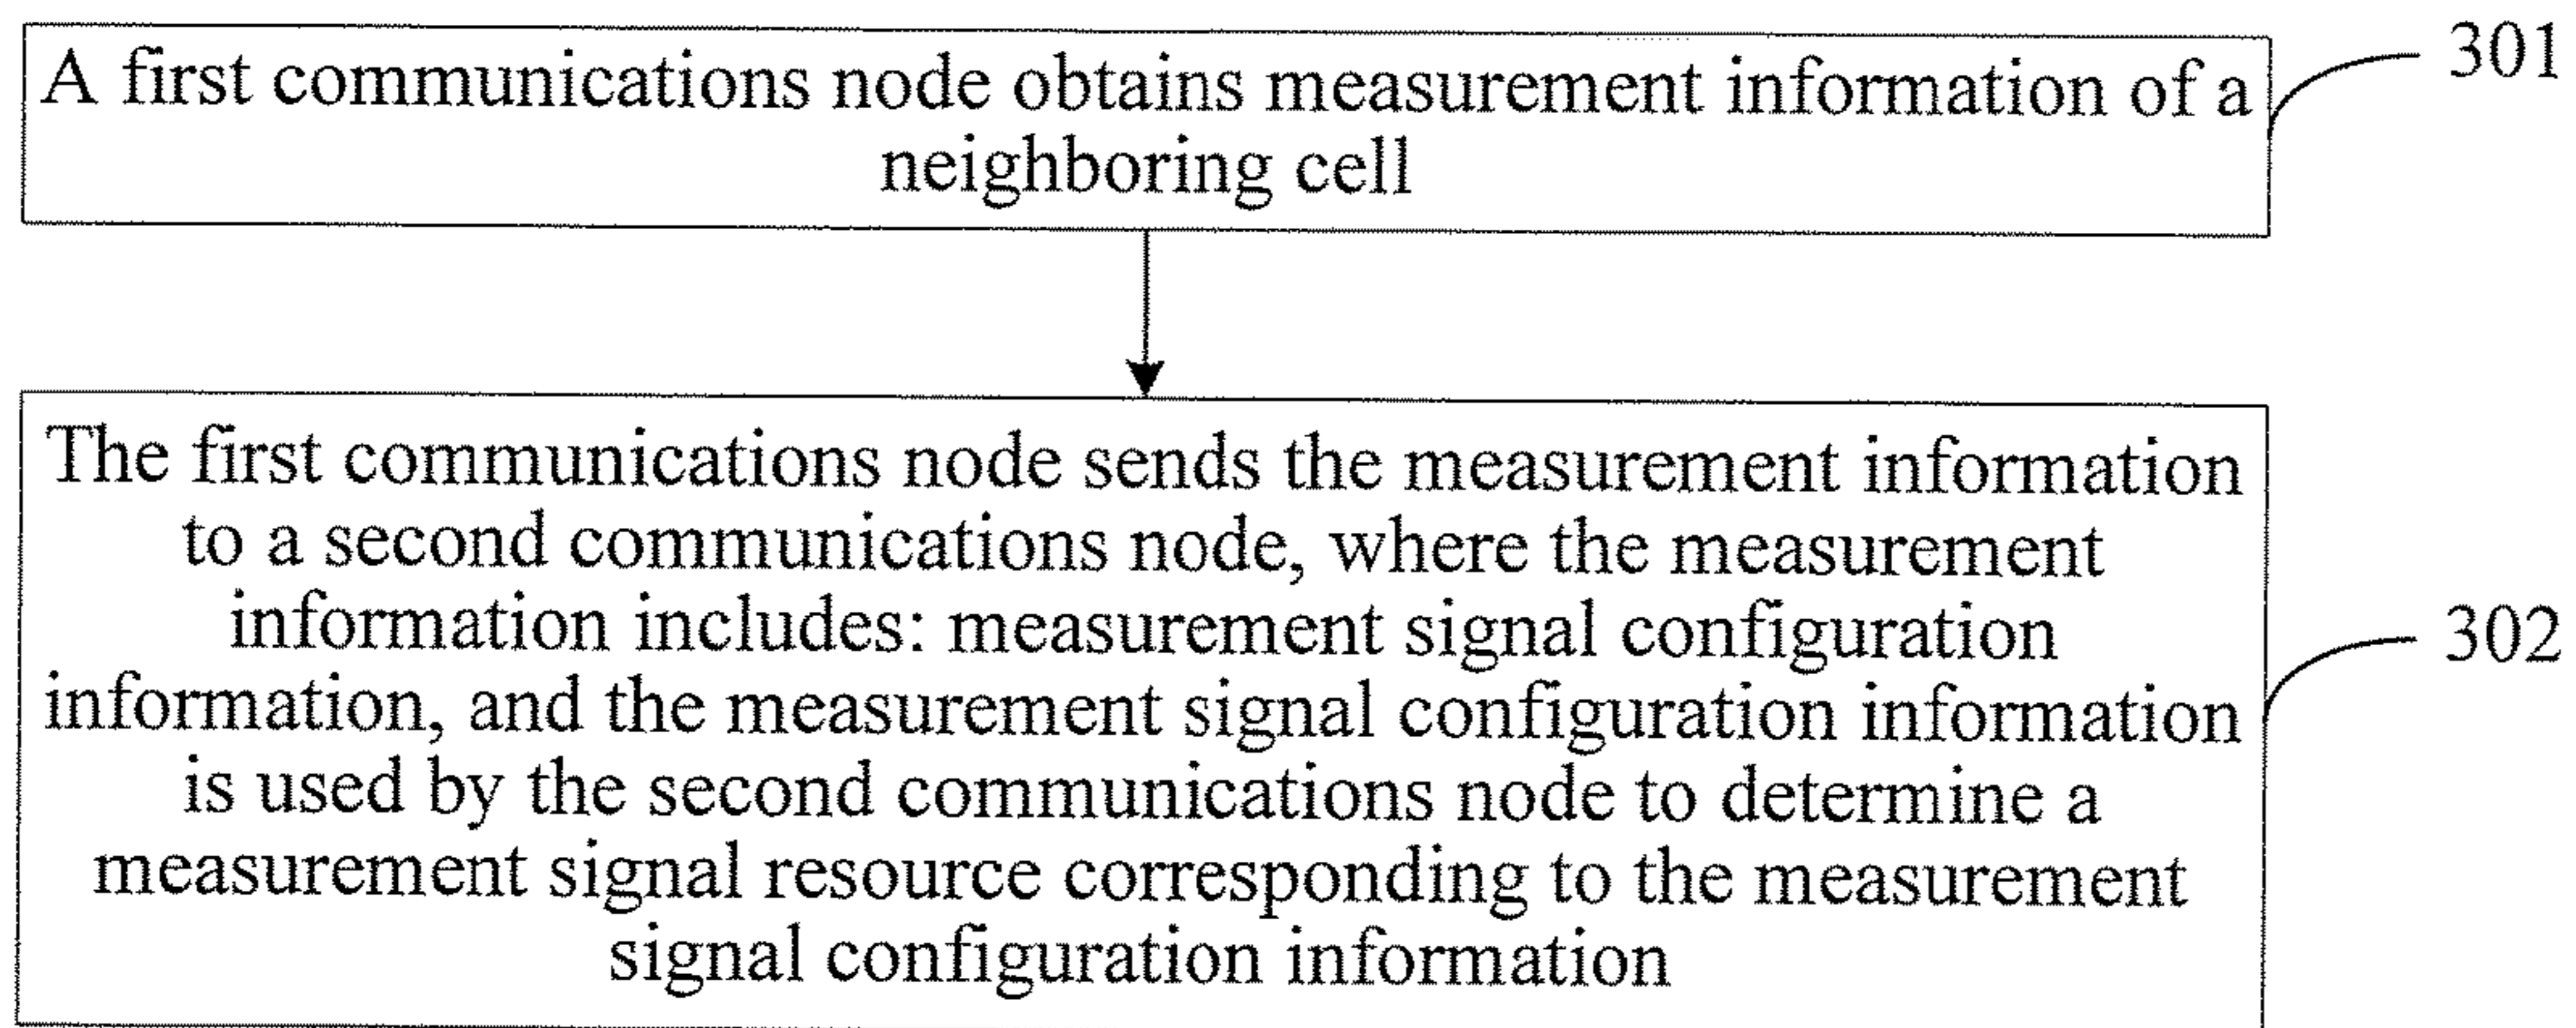 A first communications node obtains measurement information of a
neighboring cell
301
The first communications node sends the measurement information
to a second communications node, where the measurement
information includes: measurement signal configuration
information, and the measurement signal configuration information
is used by the second communications node to determine a
measurement signal resource corresponding to the measurement
signal configuration information
302